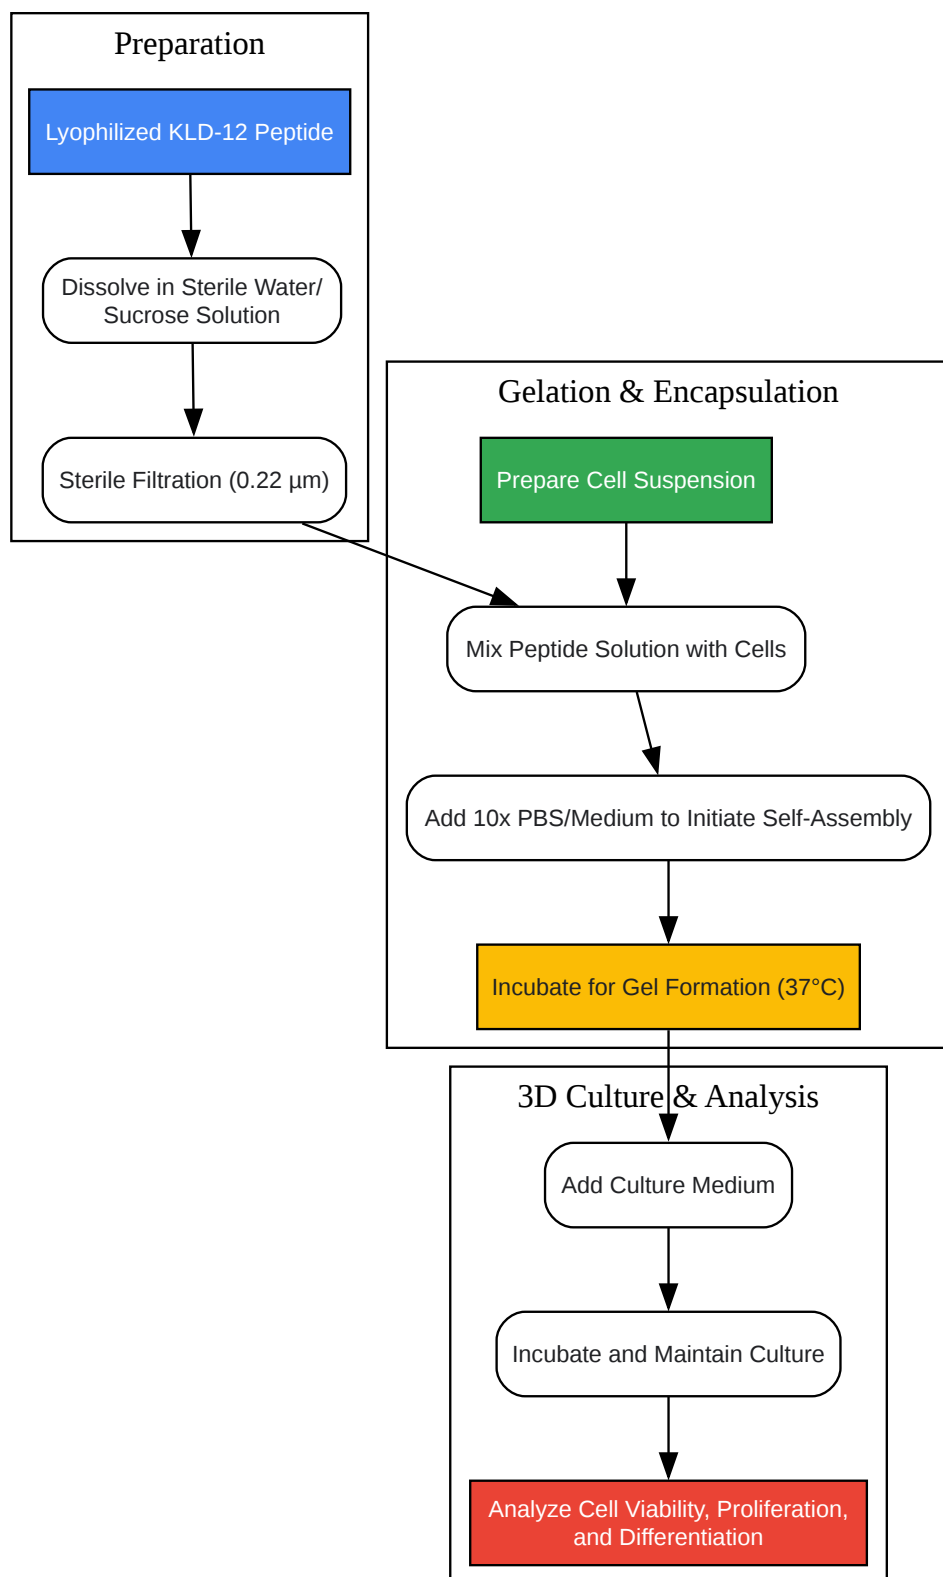 Preparation
Lyophilized KLD-12 Peptide
Dissolve in Sterile Water/
Sucrose Solution
Sterile Filtration (0.22 µm)
Gelation & Encapsulation
Prepare Cell Suspension
Mix Peptide Solution with Cells
Add 10x PBS/Medium to Initiate Self-Assembly
Incubate for Gel Formation (37°C)
3D Culture & Analysis
Add Culture Medium
Incubate and Maintain Culture
Analyze Cell Viability, Proliferation,
and Differentiation